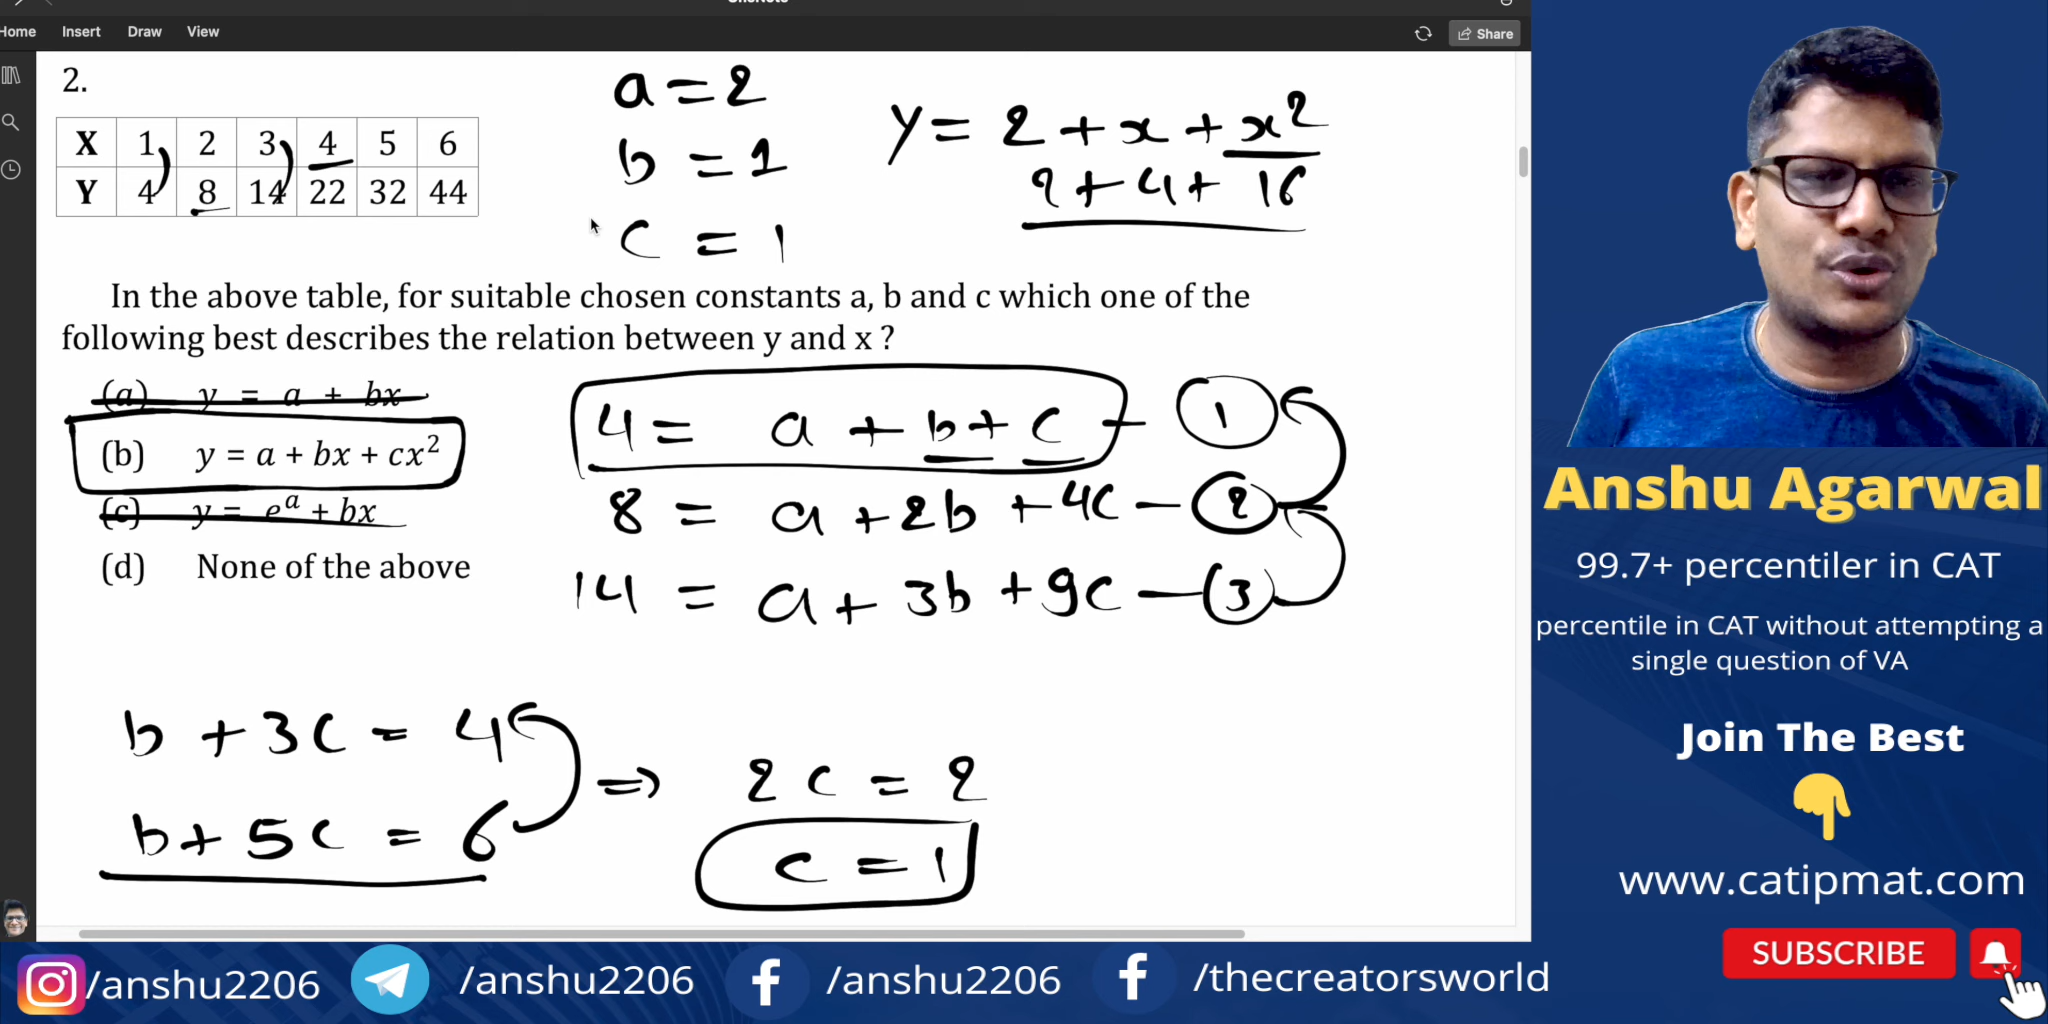 Home Insert Draw View Share
2.
X 1 2 3 4 5 6
Y 4 8 14 22 32 44
a = 2
b = 1
c = 1
y = 2 + x + x²
2 + 4 + 16
In the above table, for suitable chosen constants a, b and c which one of the
following best describes the relation between y and x ?
(a) y = a + bx
(b) y = a + bx + cx²
(c) y = eᵃ + bx
(d) None of the above
4 = a + b + c - 1
8 = a + 2b + 4c - 2
14 = a + 3b + 9c - 3
b + 3c = 4
b + 5c = 6
⇒ 2c = 2
c = 1
Anshu Agarwal
99.7+ percentiler in CAT
percentile in CAT without attempting a
single question of VA
Join The Best
www.catipmat.com
SUBSCRIBE
/anshu2206 /anshu2206 /anshu2206 /thecreatorsworld